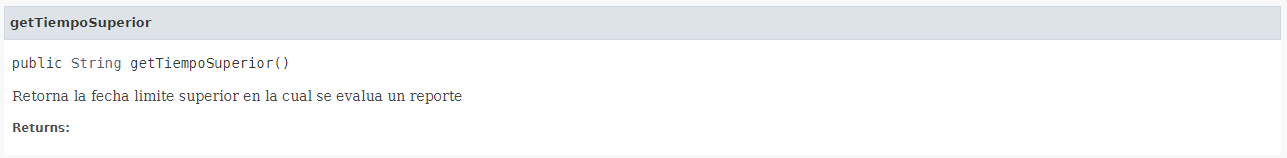 getTiempoSuperior
public String getTiempoSuperior()
Retorna la fecha limite superior en la cual se evalua un reporte
Returns: